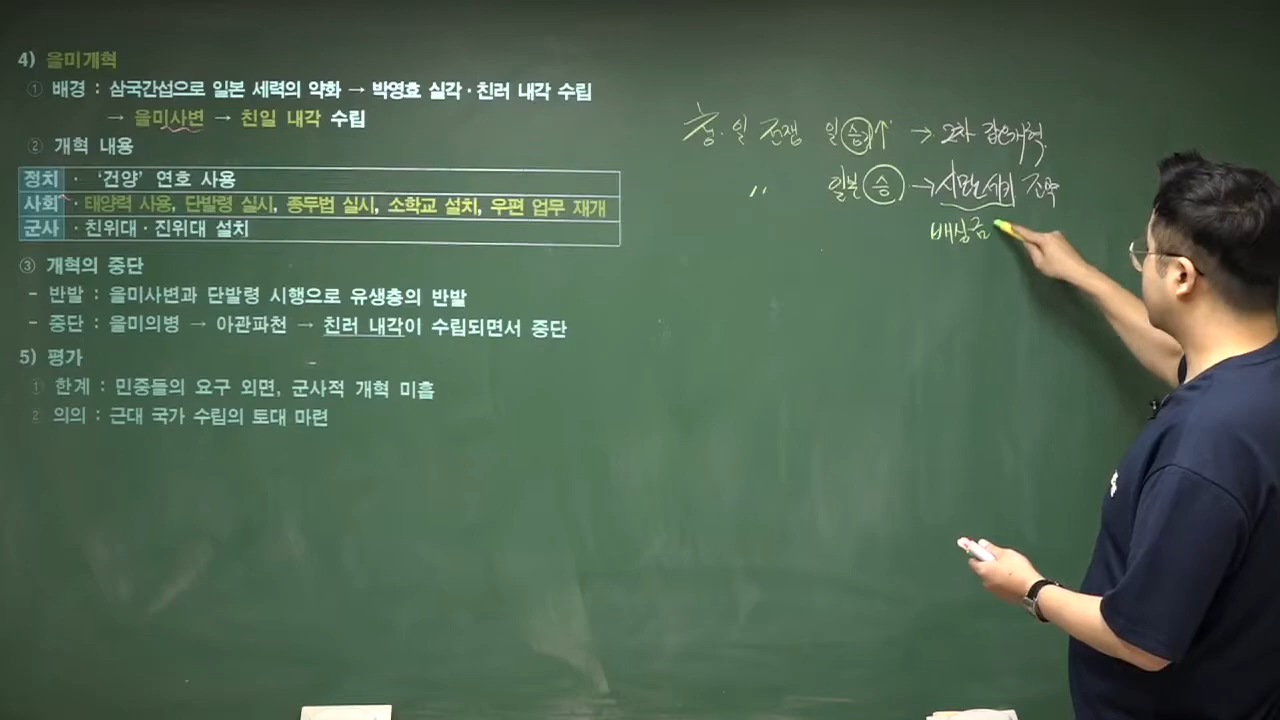 4) 을미개혁
① 배경 : 삼국간섭으로 일본 세력의 약화 → 박영효 실각·친러 내각 수립
→ 을미사변 → 친일 내각 수립
② 개혁 내용
정치 · '건양' 연호 사용
사회 · 태양력 사용, 단발령 실시, 종두법 실시, 소학교 설치, 우편 업무 재개
군사 · 친위대·진위대 설치
③ 개혁의 중단
- 반발 : 을미사변과 단발령 시행으로 유생층의 반발
- 중단 : 을미의병 → 아관파천 → 친러 내각이 수립되면서 중단
5) 평가
① 한계 : 민중들의 요구 외면, 군사적 개혁 미흡
② 의의 : 근대 국가 수립의 토대 마련
청·일 전쟁 일 승기↑ → 2차 갑오개혁
〃 일본 승 → 시모노세키 조약
배상금